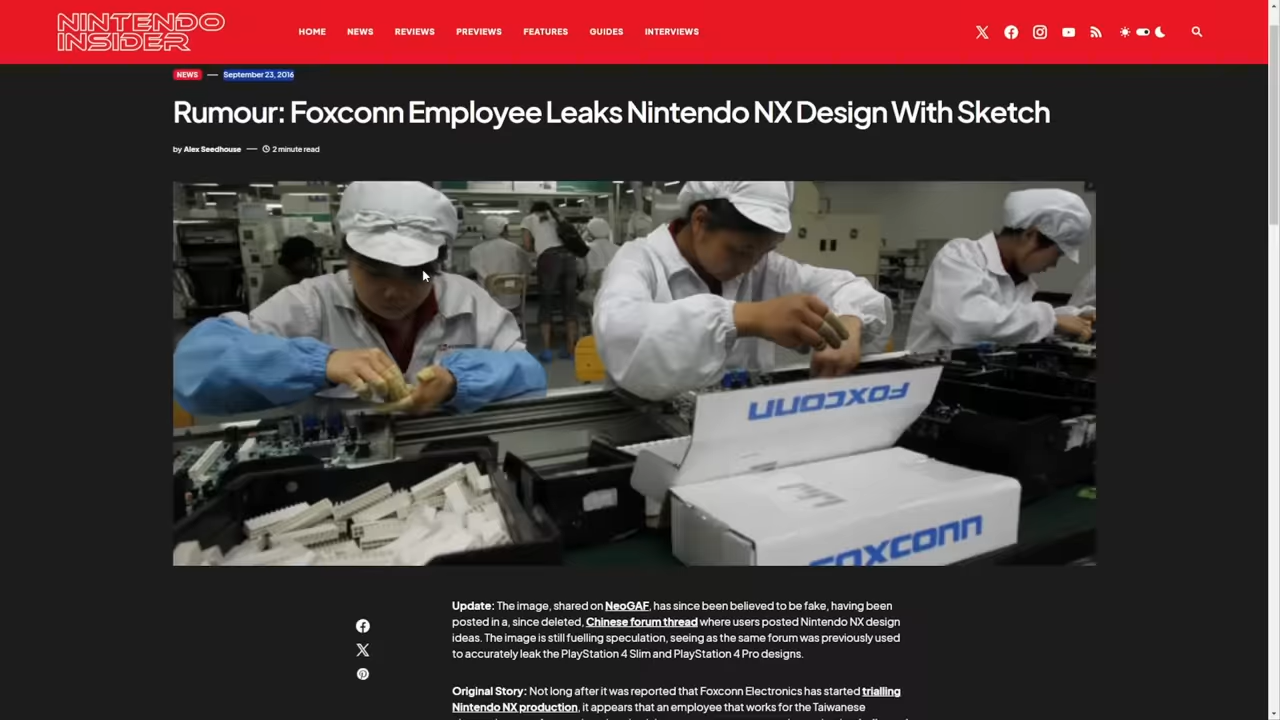 NINTENDO
INSIDER
HOME NEWS REVIEWS PREVIEWS FEATURES GUIDES INTERVIEWS
NEWS — September 23, 2016
Rumour: Foxconn Employee Leaks Nintendo NX Design With Sketch
by Alex Seedhouse — 2 minute read
FOXCONN
FOXCONN
Update: The image, shared on NeoGAF, has since been believed to be fake, having been
posted in a, since deleted, Chinese forum thread where users posted Nintendo NX design
ideas. The image is still fuelling speculation, seeing as the same forum was previously used
to accurately leak the PlayStation 4 Slim and PlayStation 4 Pro designs.
Original Story: Not long after it was reported that Foxconn Electronics has started trialling
Nintendo NX production, it appears that an employee that works for the Taiwanese